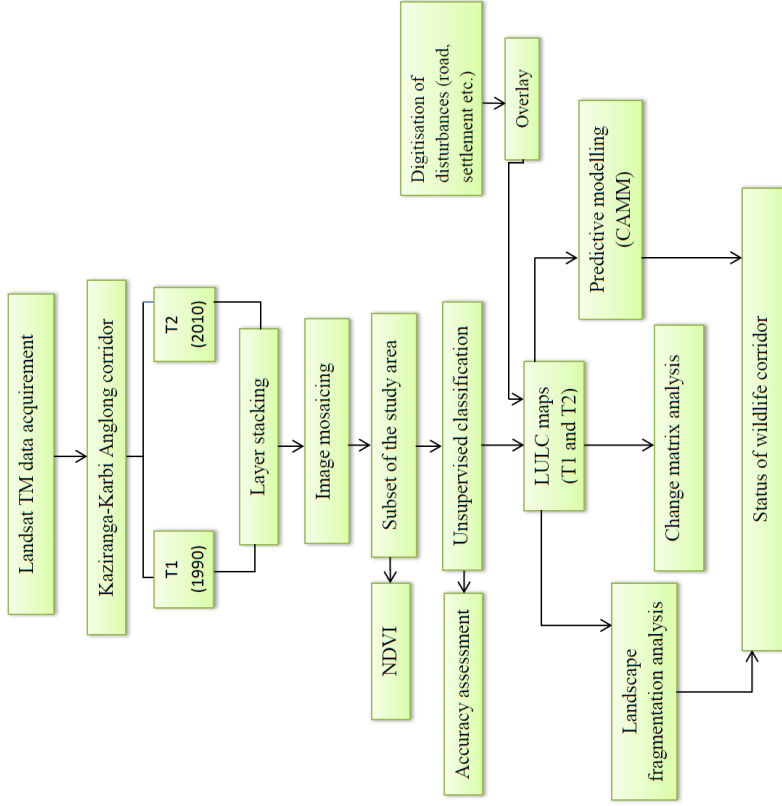 Landsat TM data acquirement
Kaziranga-Karbi Anglong corridor
T1
(1990)
T2
(2010)
Layer stacking
Image mosaicing
Subset of the study area
NDVI
Unsupervised classification
Accuracy assessment
Digitisation of
disturbances (road,
settlement etc.)
Overlay
LULC maps
(T1 and T2)
Landscape
fragmentation analysis
Change matrix analysis
Predictive modelling
(CAMM)
Status of wildlife corridor